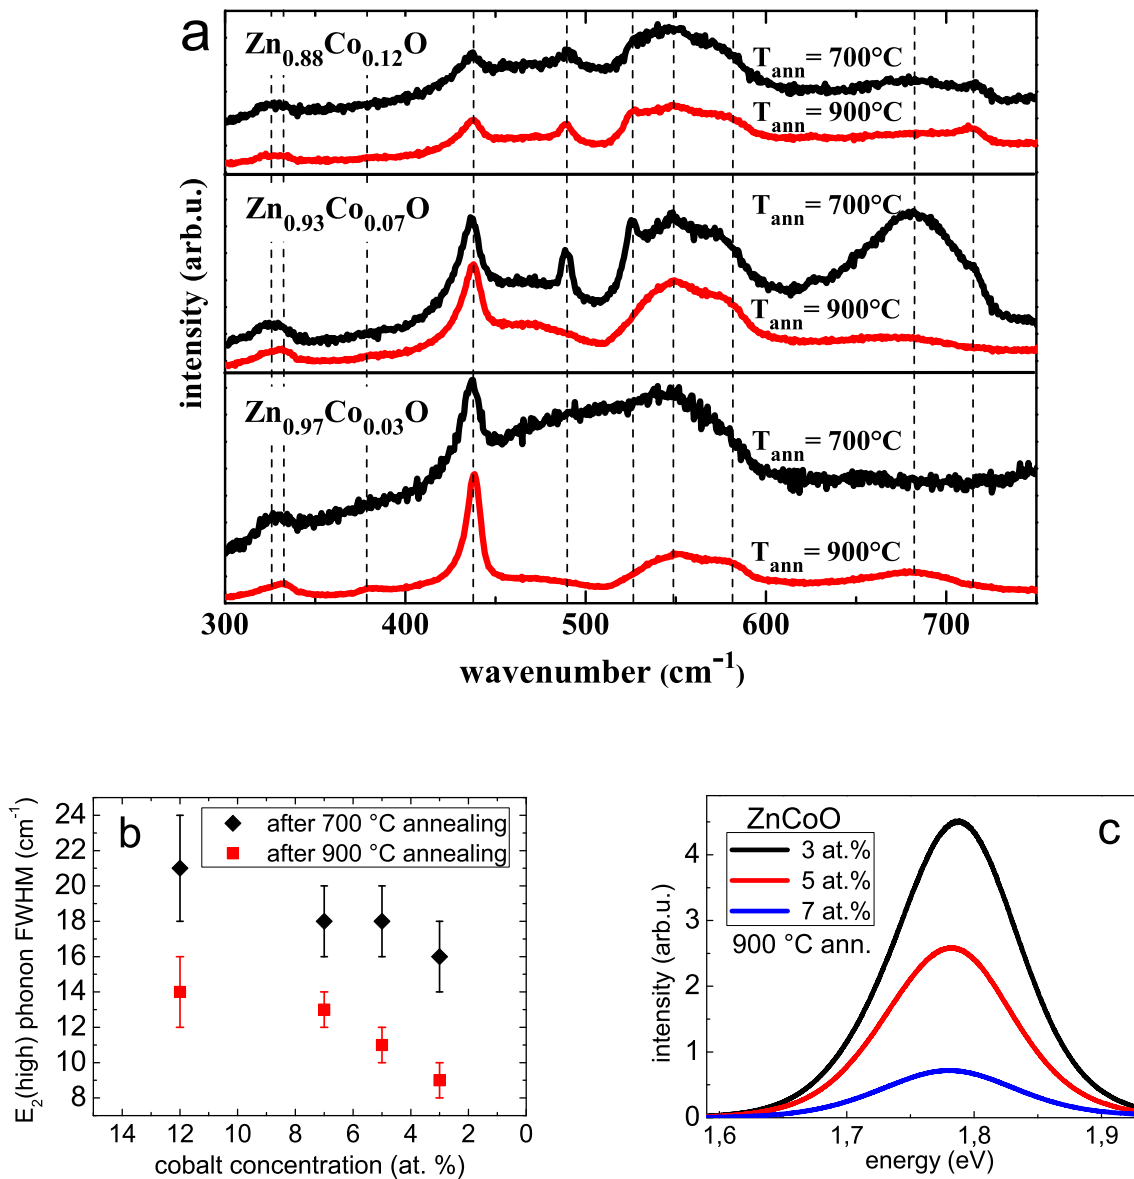 a
Zn0.88Co0.12O
Tann= 700°C
Tann= 900°C
Zn0.93Co0.07O
Tann= 700°C
Tann= 900°C
Zn0.97Co0.03O
Tann= 700°C
Tann= 900°C
intensity (arb.u.)
300 400 500 600 700
wavenumber (cm⁻¹)
b
after 700 °C annealing
after 900 °C annealing
E2(high) phonon FWHM (cm⁻¹)
24
22
20
18
16
14
12
10
8
14 12 10 8 6 4 2 0
cobalt concentration (at. %)
c
ZnCoO
3 at.%
5 at.%
7 at.%
900 °C ann.
intensity (arb.u.)
4
3
2
1
0
1,6 1,7 1,8 1,9
energy (eV)